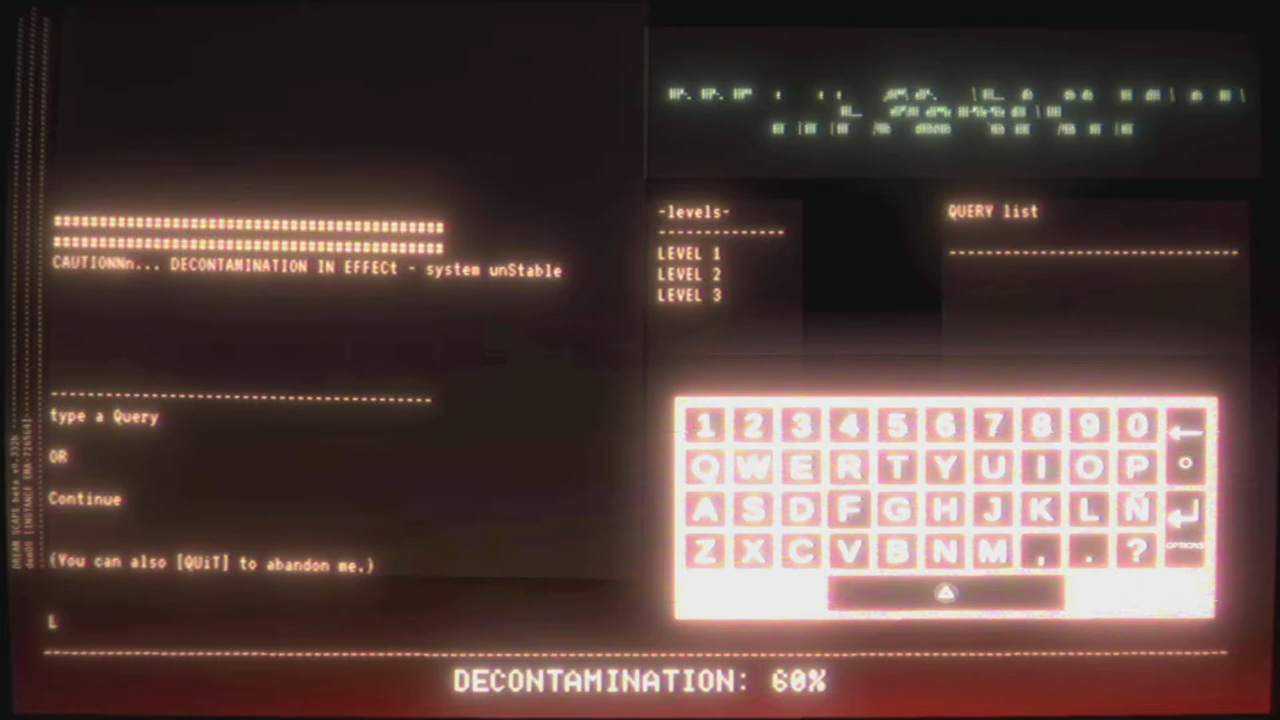 -levels-
LEVEL 1
LEVEL 2
LEVEL 3
QUERY list
CAUTIONNn... DECONTAMINATION IN EFFECt - system unStable
type a Query
OR
Continue
(You can also [QUiT] to abandon me.)
L
1 2 3 4 5 6 7 8 9 0 ←
Q W E R T Y U I O P
A S D F G H J K L Ñ
OPTIONS
Z X C V B N M , . ?
DECONTAMINATION: 60%